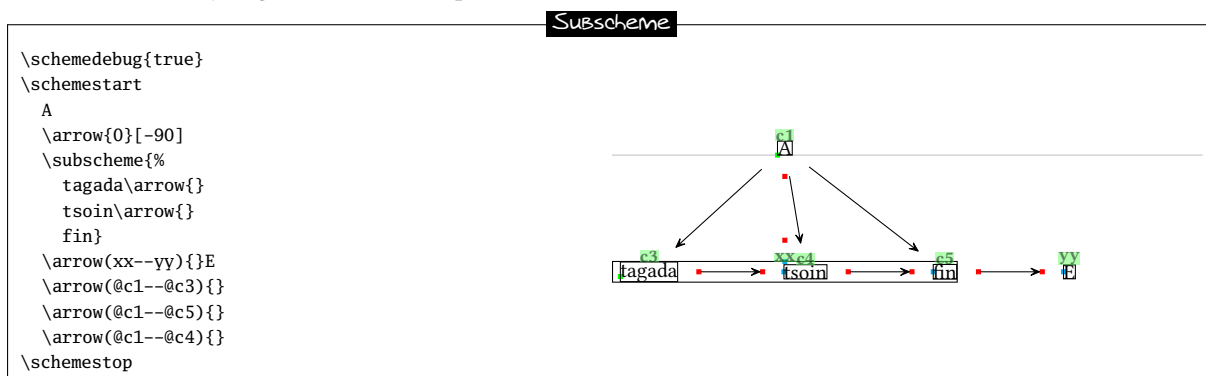 Subscheme
\schemedebug{true}
\schemestart
A
\arrow{0}[-90]
\subscheme{%
tagada\arrow{}
tsoin\arrow{}
fin}
\arrow(xx--yy){}E
\arrow(@c1--@c3){}
\arrow(@c1--@c5){}
\arrow(@c1--@c4){}
\schemestop
c1
A
c3 xx c4 c5 yy
tagada tsoin fin E